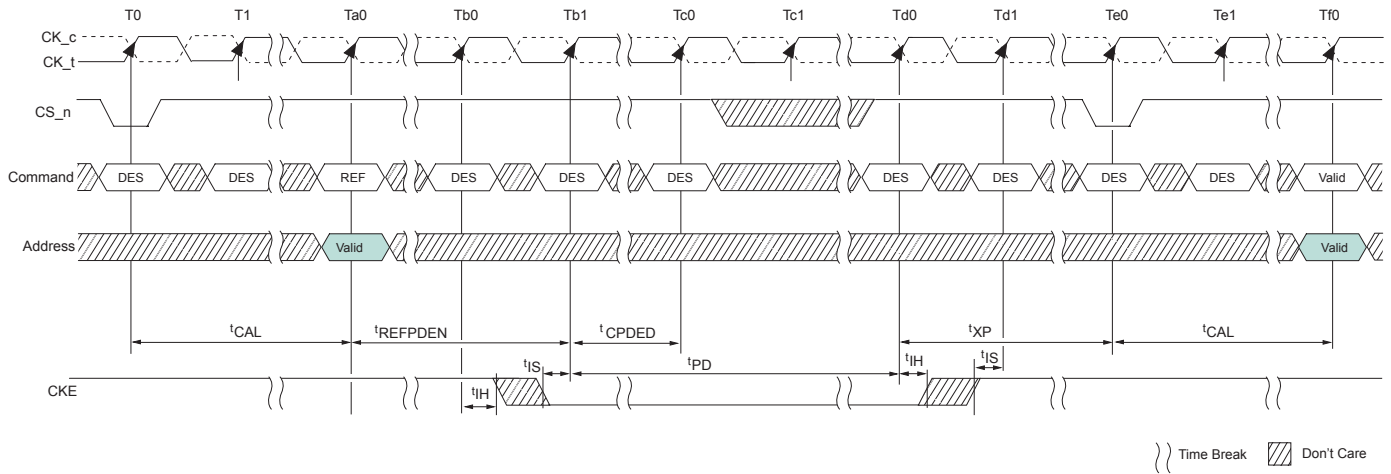 T0 T1 Ta0 Tb0 Tb1 Tc0 Tc1 Td0 Td1 Te0 Te1 Tf0
CK_c
CK_t
CS_n
Command DES DES REF DES DES DES DES DES DES DES Valid
Address Valid Valid
tCAL tREFPDEN tCPDED tXP tCAL
tIS tPD tIH tIS
CKE tIH
Time Break Don't Care